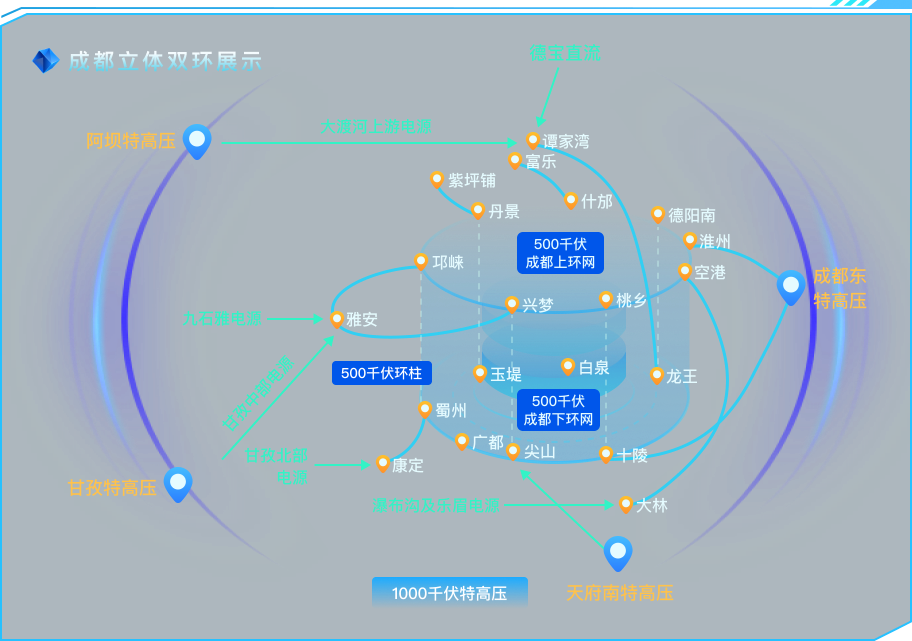 成都立体双环展示
德宝直流
阿坝特高压
大渡河上游电源
谭家湾
富乐
紫坪铺
什邡
丹景
德阳南
淮州
500千伏
成都上环网
邛崃
空港
成都东
特高压
兴梦
桃乡
九石雅电源
雅安
500千伏环柱
玉堤
白泉
龙王
甘孜中部电源
500千伏
成都下环网
蜀州
广都
尖山
十陵
甘孜北部
电源
康定
甘孜特高压
瀑布沟及乐雅电源
大林
天府南特高压
1000千伏特高压